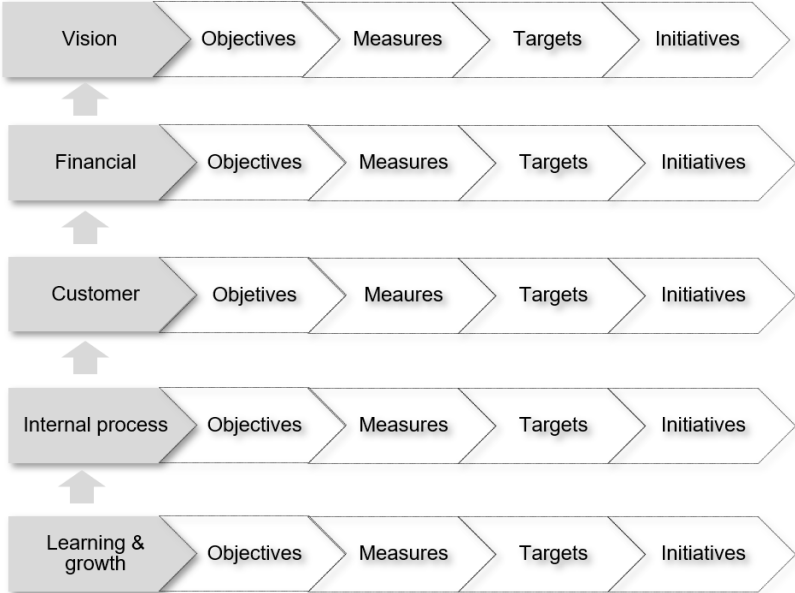 Vision Objectives Measures Targets Initiatives
Financial Objectives Measures Targets Initiatives
Customer Objetives Meaures Targets Initiatives
Internal process Objectives Measures Targets Initiatives
Learning &
growth Objectives Measures Targets Initiatives